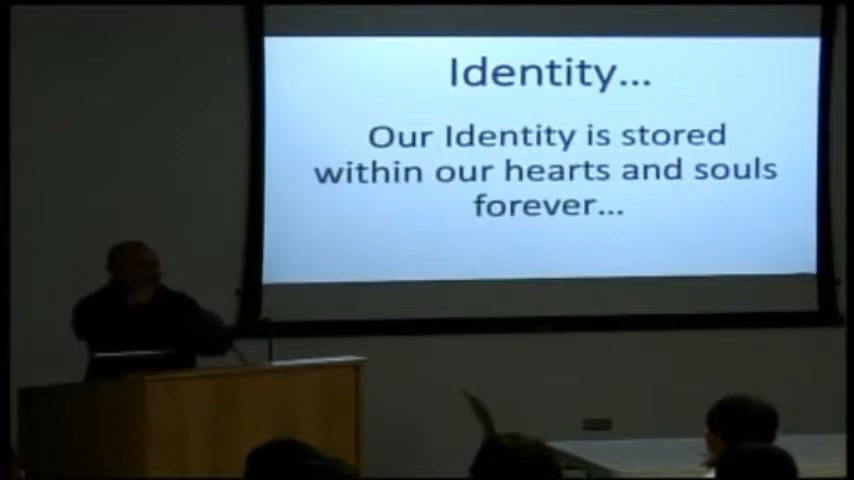 Identity...
Our Identity is stored
within our hearts and souls
forever...